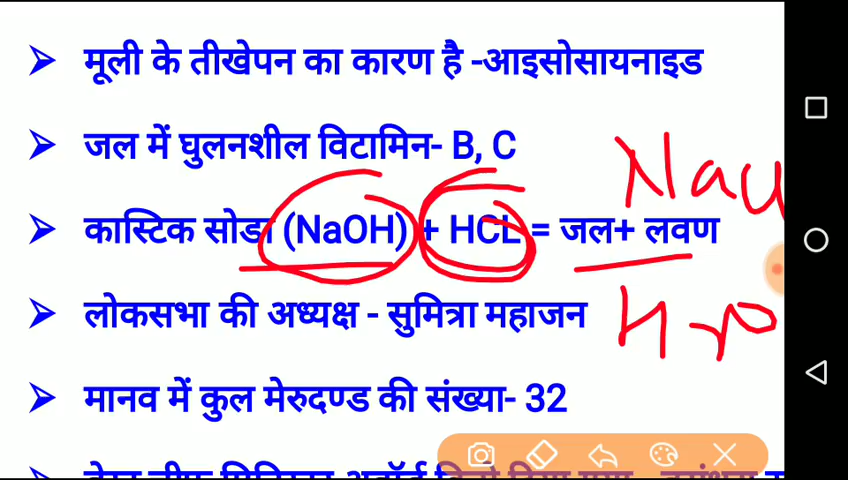 मूली के तीखेपन का कारण है -आइसोसायनाइड
जल में घुलनशील विटामिन- B, C
कास्टिक सोडा (NaOH) + HCL = जल+ लवण
लोकसभा की अध्यक्ष - सुमित्रा महाजन
मानव में कुल मेरुदण्ड की संख्या- 32